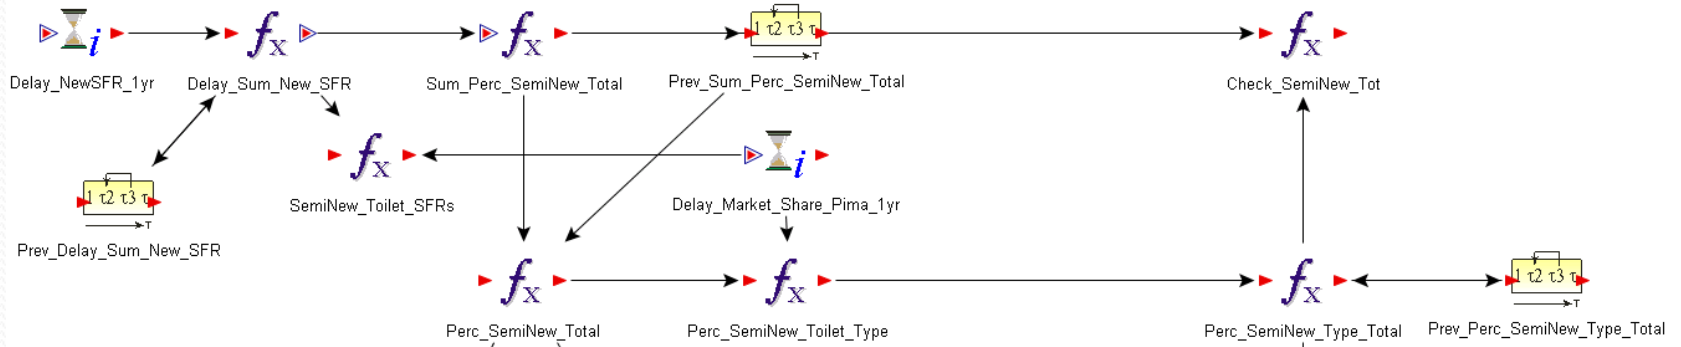 Delay_NewSFR_1yr
Delay_Sum_New_SFR
Sum_Perc_SemiNew_Total
Prev_Sum_Perc_SemiNew_Total
Check_SemiNew_Tot
SemiNew_Toilet_SFRs
Delay_Market_Share_Pima_1yr
Prev_Delay_Sum_New_SFR
Perc_SemiNew_Total
Perc_SemiNew_Toilet_Type
Perc_SemiNew_Type_Total
Prev_Perc_SemiNew_Type_Total